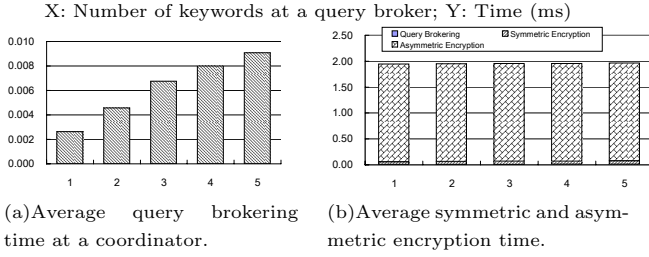 X: Number of keywords at a query broker; Y: Time (ms)
0.010
0.008
0.006
0.004
0.002
0.000
1 2 3 4 5
(a)Average query brokering
time at a coordinator.
Query Brokering Symmetric Encryption
Asymmetric Encryption
2.50
2.00
1.50
1.00
0.50
0.00
1 2 3 4 5
(b)Average symmetric and asym-
metric encryption time.